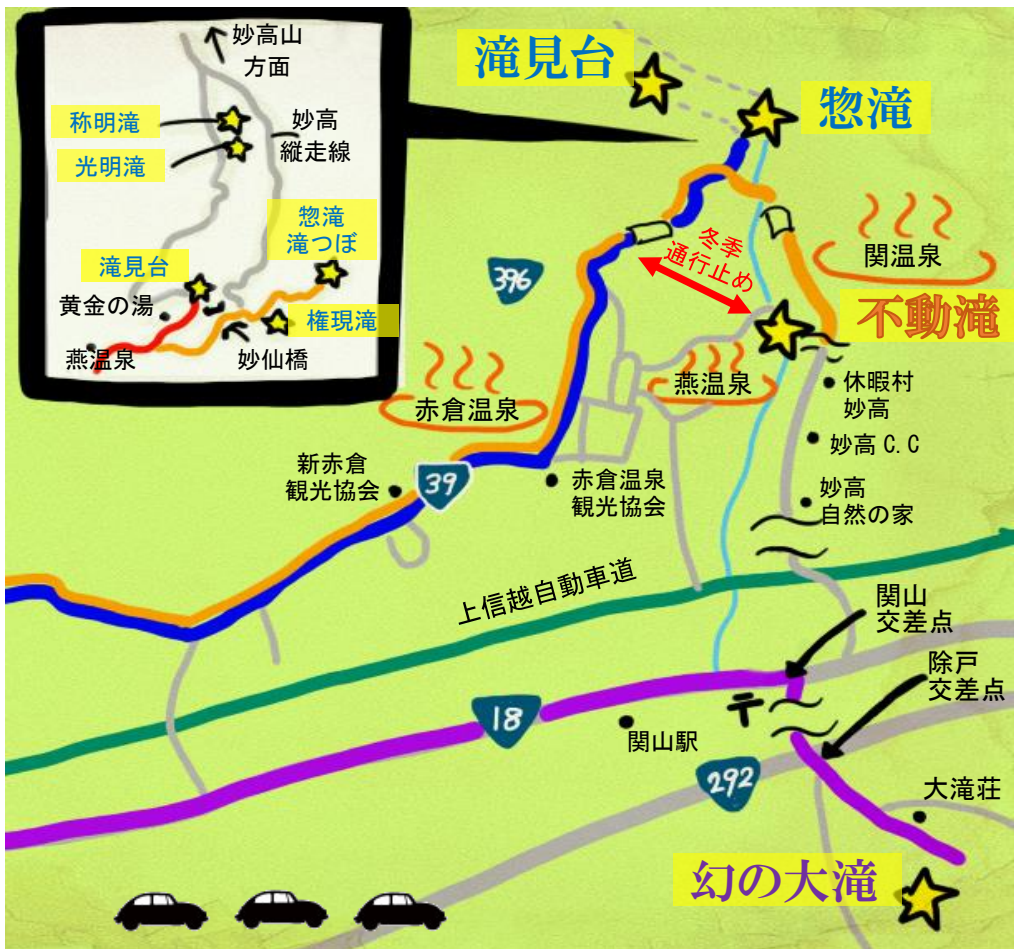 妙高山
方面
称明滝
光明滝
妙高
縦走線
惣滝
滝つぼ
滝見台
黄金の湯
権現滝
燕温泉
妙仙橋
滝見台
惣滝
396
冬季
通行止め
関温泉
不動滝
赤倉温泉
燕温泉
休暇村
妙高
妙高 C.C
新赤倉
観光協会
39
赤倉温泉
観光協会
妙高
自然の家
上信越自動車道
関山
交差点
除戸
交差点
18
〒
関山駅
292
大滝荘
幻の大滝